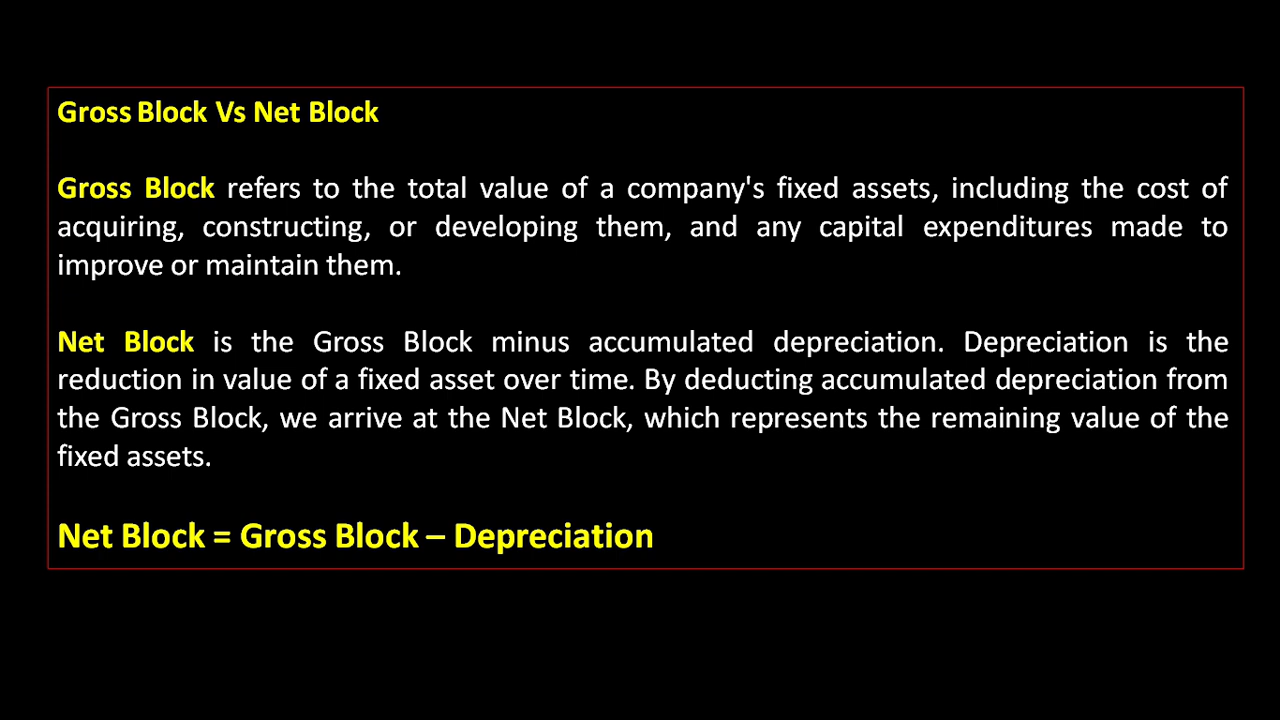 Gross Block Vs Net Block
Gross Block refers to the total value of a company's fixed assets, including the cost of
acquiring, constructing, or developing them, and any capital expenditures made to
improve or maintain them.
Net Block is the Gross Block minus accumulated depreciation. Depreciation is the
reduction in value of a fixed asset over time. By deducting accumulated depreciation from
the Gross Block, we arrive at the Net Block, which represents the remaining value of the
fixed assets.
Net Block = Gross Block – Depreciation